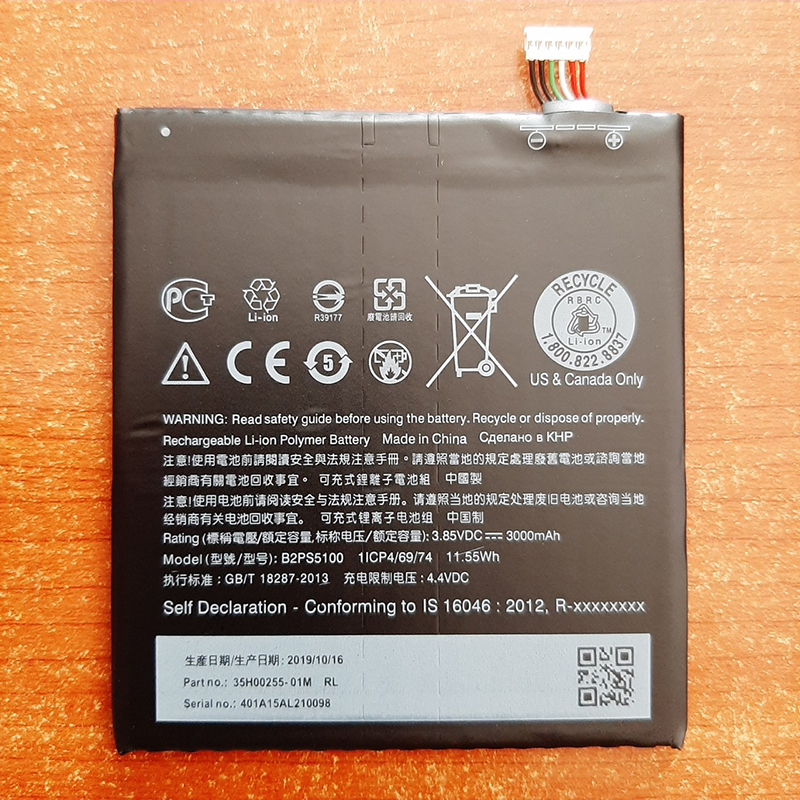 РСТ
Li-ion
R39177
廢電池請回收
RECYCLE
RBRC
TM
Li-ion
1.800.822.8837
US & Canada Only
CE
5
WARNING: Read safety guide before using the battery. Recycle or dispose of properly.
Rechargeable Li-ion Polymer Battery Made in China Сделано в КНР
注意!使用電池前請閱讀安全與法規注意手冊。請遵照當地的規定處理廢舊電池或諮詢當地
經銷商有關電池回收事宜。 可充式鋰離子電池組 中國製
注意!使用电池前请阅读安全与法规注意手册。请遵照当地的规定处理废旧电池或咨询当地
经销商有关电池回收事宜。 可充式锂离子电池组 中国制
Rating (標稱電壓/額定容量,标称电压/额定容量): 3.85VDC⎓ 3000mAh
Model (型號/型号): B2PS5100 1ICP4/69/74 11.55Wh
执行标准: GB/T 18287-2013 充电限制电压: 4.4VDC
Self Declaration - Conforming to IS 16046 : 2012, R-xxxxxxxx
生產日期/生产日期: 2019/10/16
Part no.: 35H00255-01M RL
Serial no.: 401A15AL210098